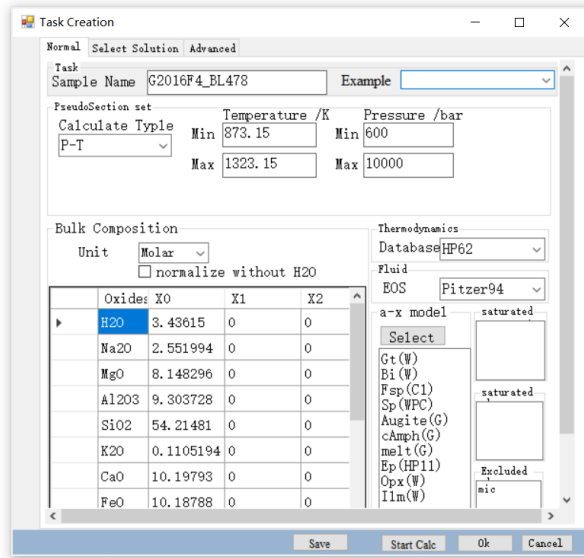 Task Creation
Normal Select Solution Advanced
Task
Sample Name G2016F4_BL478 Example
PseudoSection set
Calculate Typle
P-T
Temperature /K
Min 873.15
Max 1323.15
Pressure /bar
Min 600
Max 10000
Bulk Composition
Unit Molar
normalize without H2O
Oxides X0 X1 X2
H2O 3.43615 0 0
Na2O 2.551994 0 0
MgO 8.148296 0 0
Al2O3 9.303728 0 0
SiO2 54.21481 0 0
K2O 0.1105194 0 0
CaO 10.19793 0 0
FeO 10.18788 0 0
Thermodynamics
Database HP62
Fluid
EOS Pitzer94
a-x model
Select
Gt(W)
Bi(W)
Fsp(C1)
Sp(WPC)
Augite(G)
cAmph(G)
melt(G)
Ep(HP11)
Opx(W)
Ilm(W)
saturated
saturated
Excluded
mic
Save Start Calc Ok Cancel